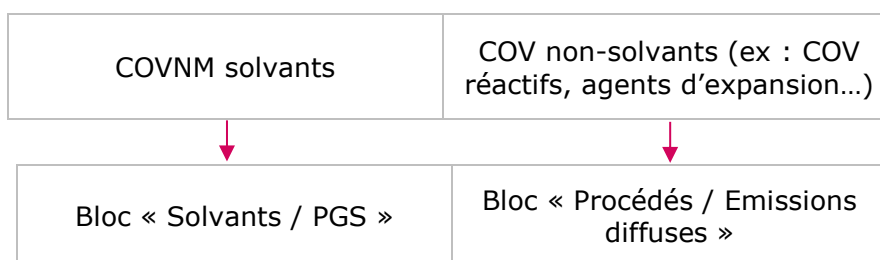 COVNM solvants
COV non-solvants (ex : COV
réactifs, agents d’expansion…)
Bloc « Solvants / PGS »
Bloc « Procédés / Emissions
diffuses »